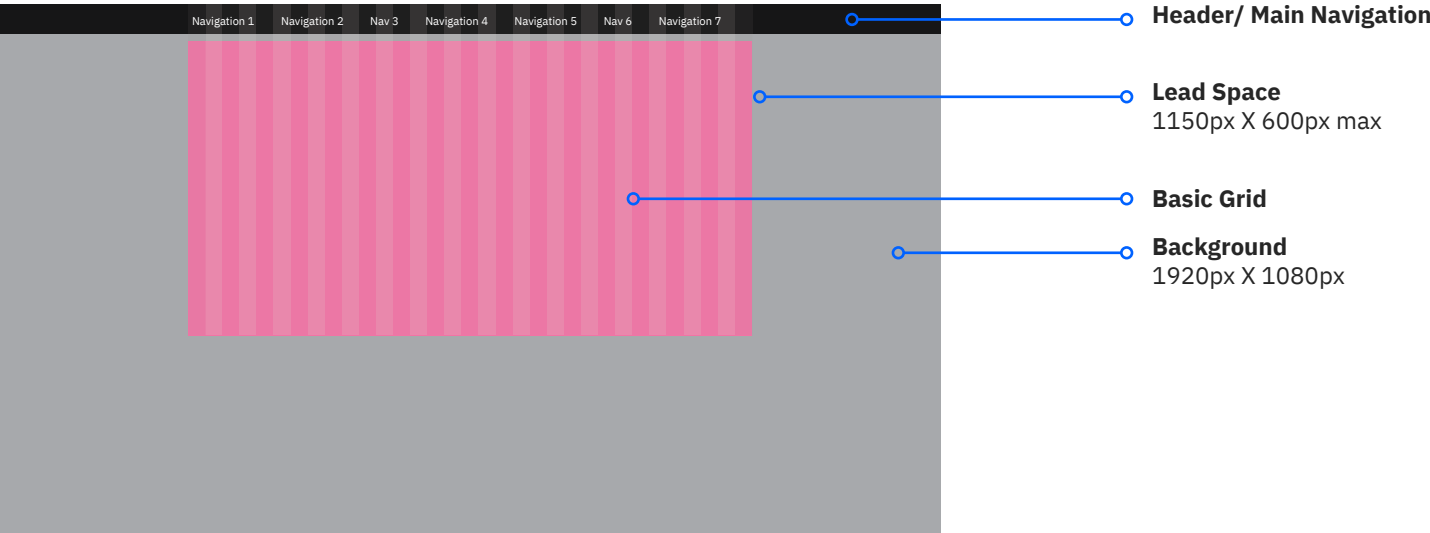 Navigation 1 Navigation 2 Nav 3 Navigation 4 Navigation 5 Nav 6 Navigation 7
Header/ Main Navigation
Lead Space
1150px X 600px max
Basic Grid
Background
1920px X 1080px